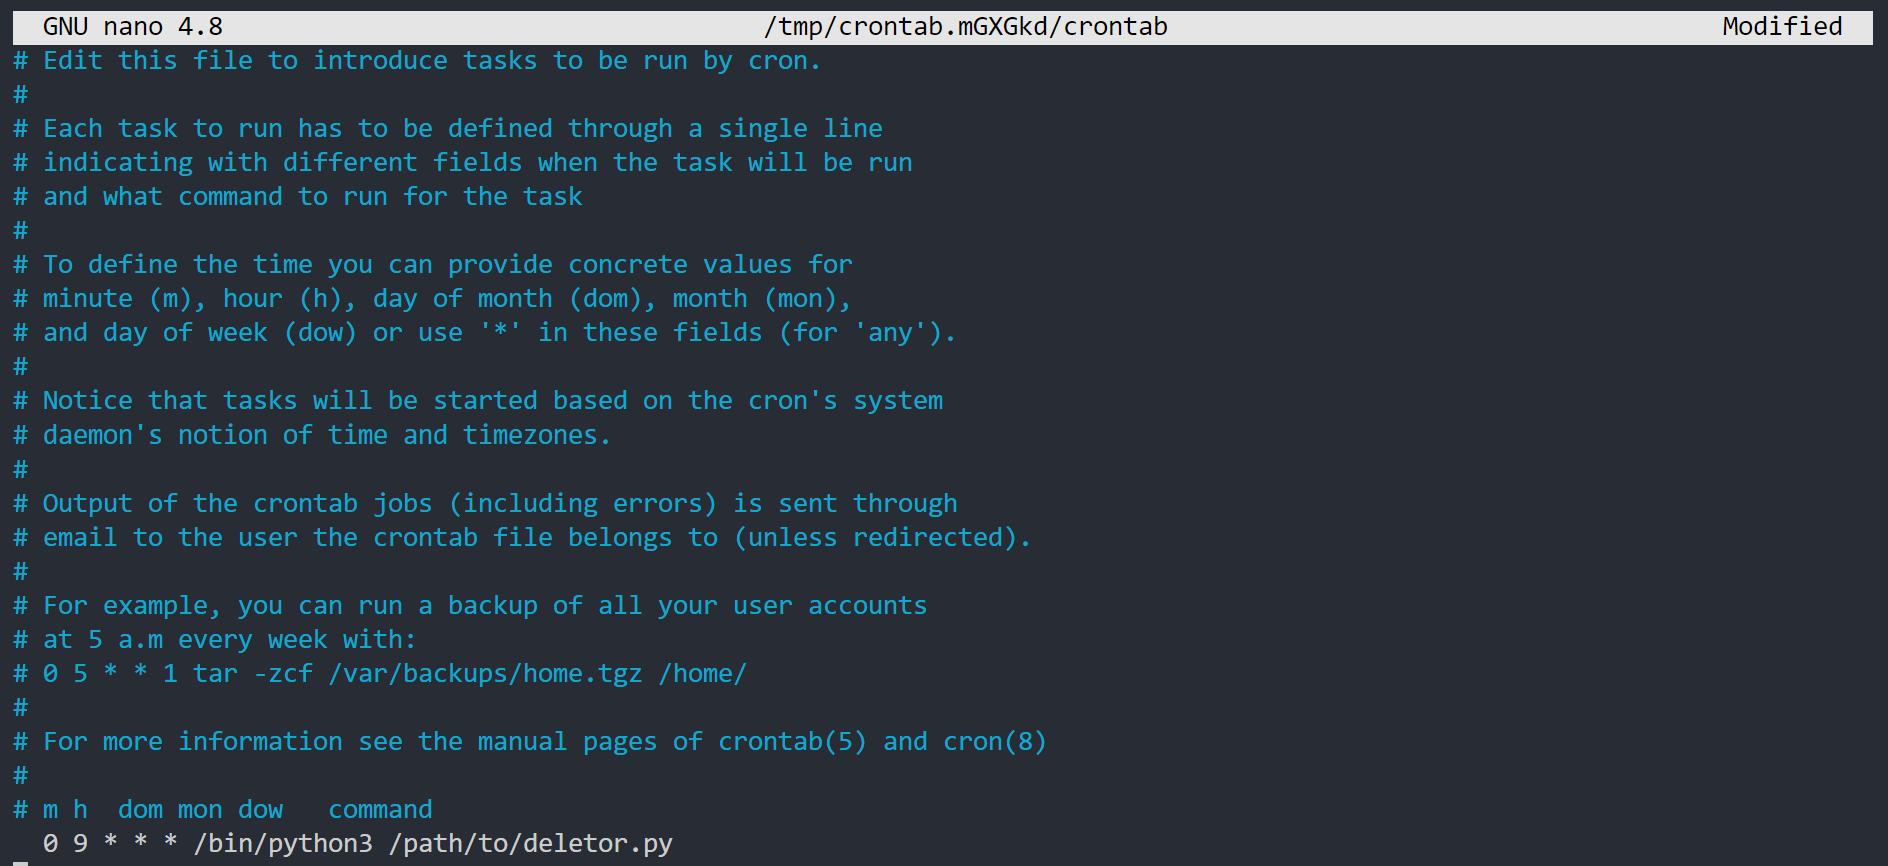 GNU nano 4.8 /tmp/crontab.mGXGkd/crontab Modified
# Edit this file to introduce tasks to be run by cron.
#
# Each task to run has to be defined through a single line
# indicating with different fields when the task will be run
# and what command to run for the task
#
# To define the time you can provide concrete values for
# minute (m), hour (h), day of month (dom), month (mon),
# and day of week (dow) or use '*' in these fields (for 'any').
#
# Notice that tasks will be started based on the cron's system
# daemon's notion of time and timezones.
#
# Output of the crontab jobs (including errors) is sent through
# email to the user the crontab file belongs to (unless redirected).
#
# For example, you can run a backup of all your user accounts
# at 5 a.m every week with:
# 0 5 * * 1 tar -zcf /var/backups/home.tgz /home/
#
# For more information see the manual pages of crontab(5) and cron(8)
#
# m h  dom mon dow   command
  0 9 * * * /bin/python3 /path/to/deletor.py